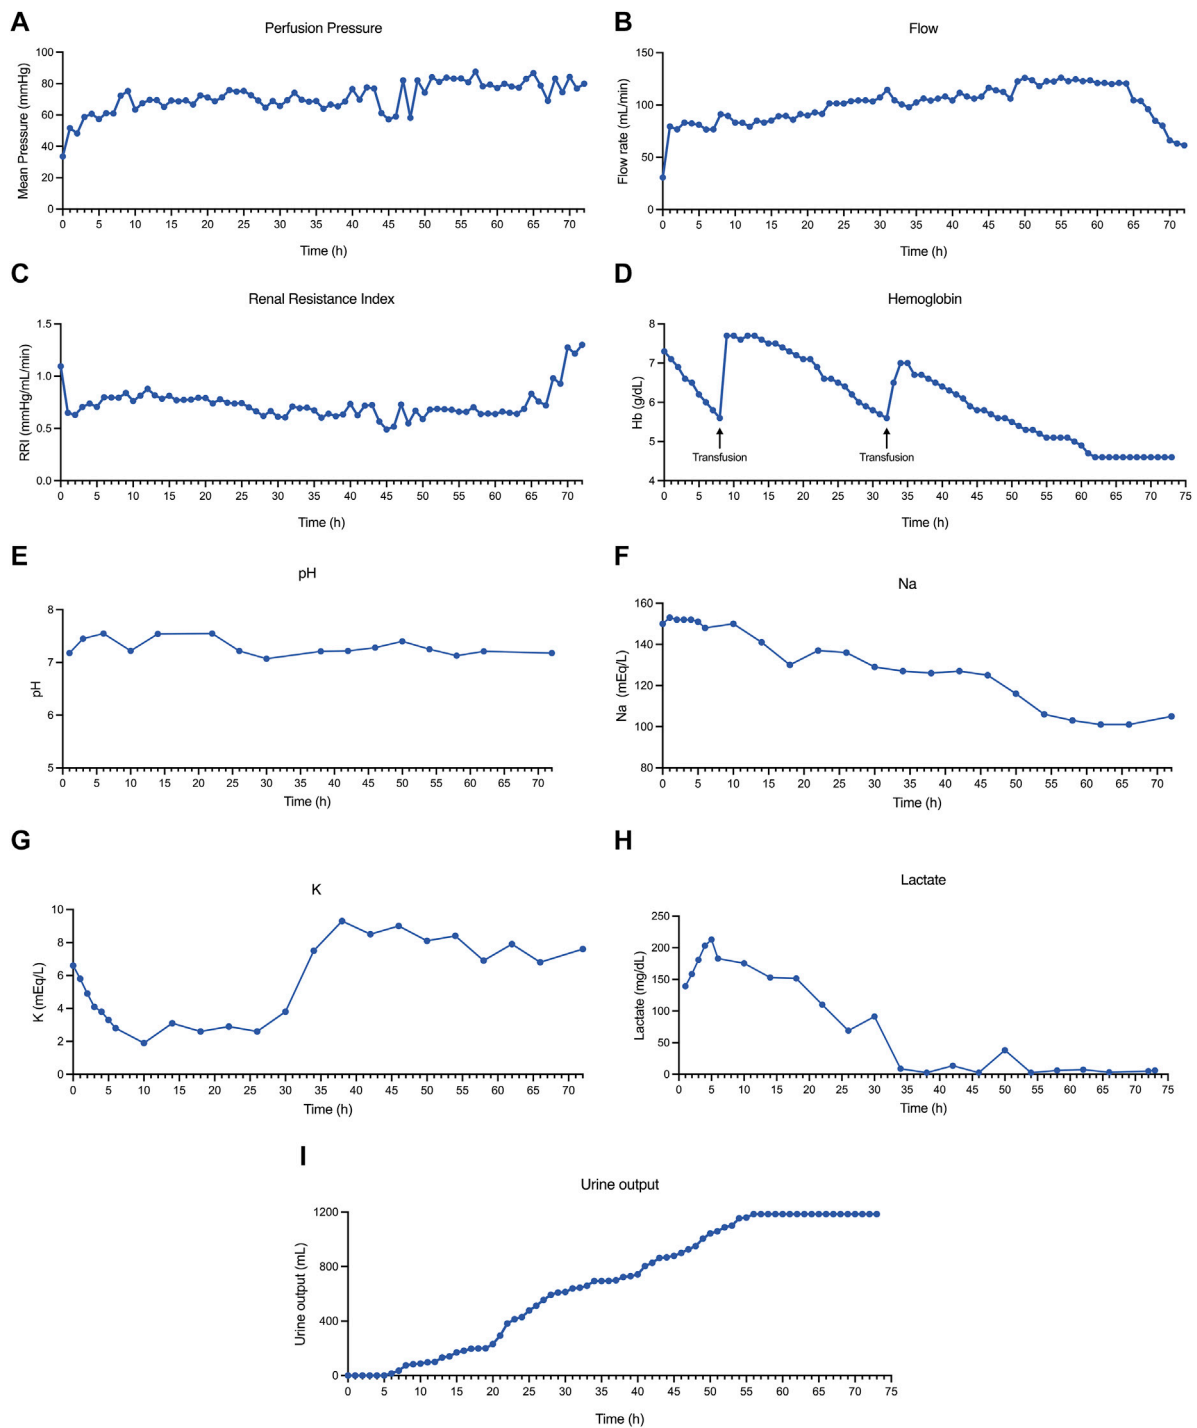 A
Perfusion Pressure
Mean Pressure (mmHg)
100
80
60
40
20
0
0 5 10 15 20 25 30 35 40 45 50 55 60 65 70
Time (h)
B
Flow
Flow rate (mL/min)
150
100
50
0
0 5 10 15 20 25 30 35 40 45 50 55 60 65 70
Time (h)
C
Renal Resistance Index
RRI (mmHg/mL/min)
1.5
1.0
0.5
0.0
0 5 10 15 20 25 30 35 40 45 50 55 60 65 70
Time (h)
D
Hemoglobin
Hb (g/dL)
8
7
6
5
4
Transfusion
Transfusion
0 5 10 15 20 25 30 35 40 45 50 55 60 65 70 75
Time (h)
E
pH
pH
8
7
6
5
0 5 10 15 20 25 30 35 40 45 50 55 60 65 70
Time (h)
F
Na
Na (mEq/L)
160
140
120
100
80
0 5 10 15 20 25 30 35 40 45 50 55 60 65 70
Time (h)
G
K
K (mEq/L)
10
8
6
4
2
0
0 5 10 15 20 25 30 35 40 45 50 55 60 65 70
Time (h)
H
Lactate
Lactate (mg/dL)
250
200
150
100
50
0
0 5 10 15 20 25 30 35 40 45 50 55 60 65 70 75
Time (h)
I
Urine output
Urine output (mL)
1200
800
400
0
0 5 10 15 20 25 30 35 40 45 50 55 60 65 70 75
Time (h)